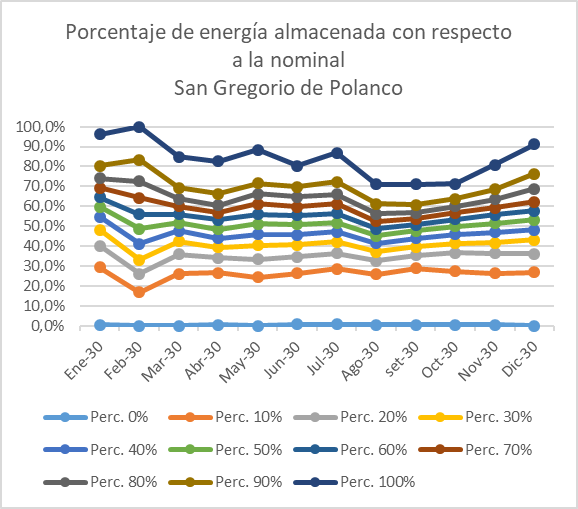 Porcentaje de energía almacenada con respecto
a la nominal
San Gregorio de Polanco
100,0%
90,0%
80,0%
70,0%
60,0%
50,0%
40,0%
30,0%
20,0%
10,0%
0,0%
Ene-30 Feb-30 Mar-30 Abr-30 May-30 Jun-30 Jul-30 Ago-30 set-30 Oct-30 Nov-30 Dic-30
Perc. 0% Perc. 10% Perc. 20% Perc. 30%
Perc. 40% Perc. 50% Perc. 60% Perc. 70%
Perc. 80% Perc. 90% Perc. 100%